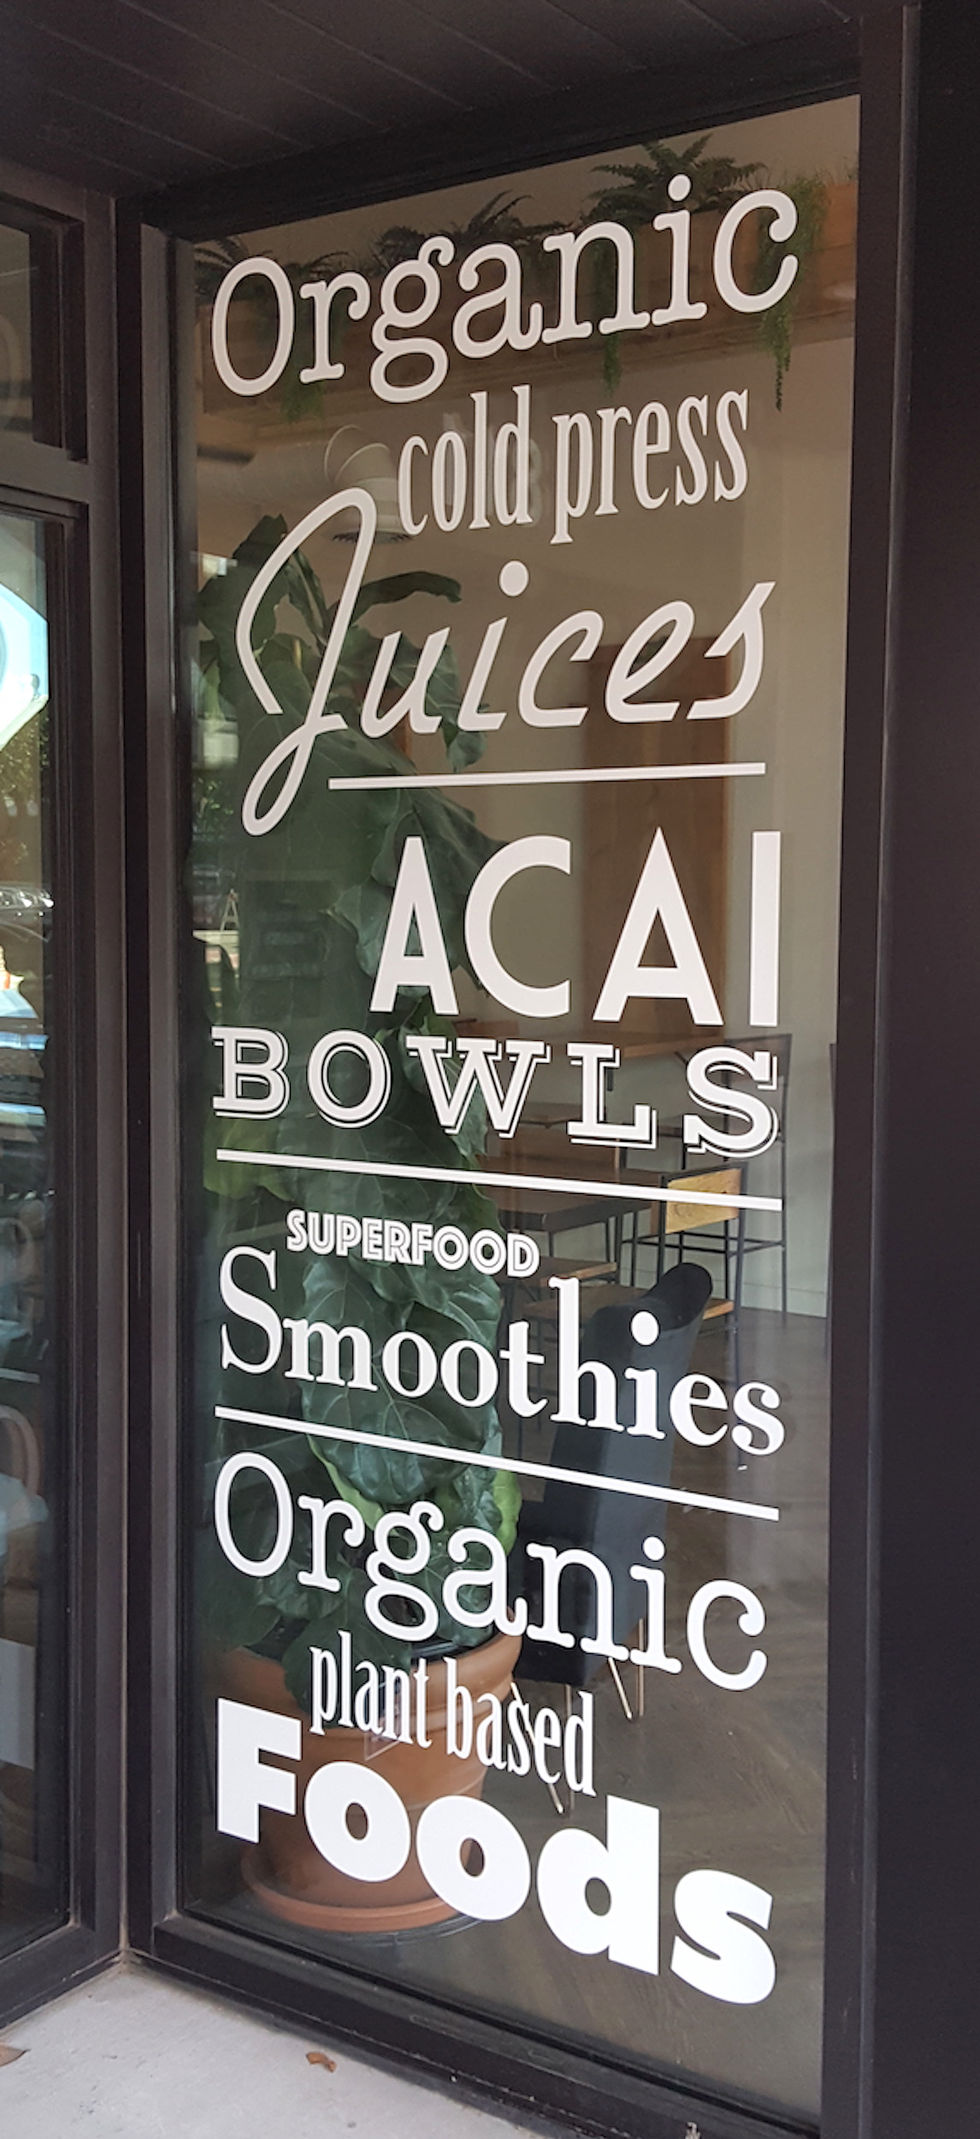 Organic
cold press
Juices
ACAI
BOWLS
SUPERFOOD
Smoothies
Organic
plant based
Foods